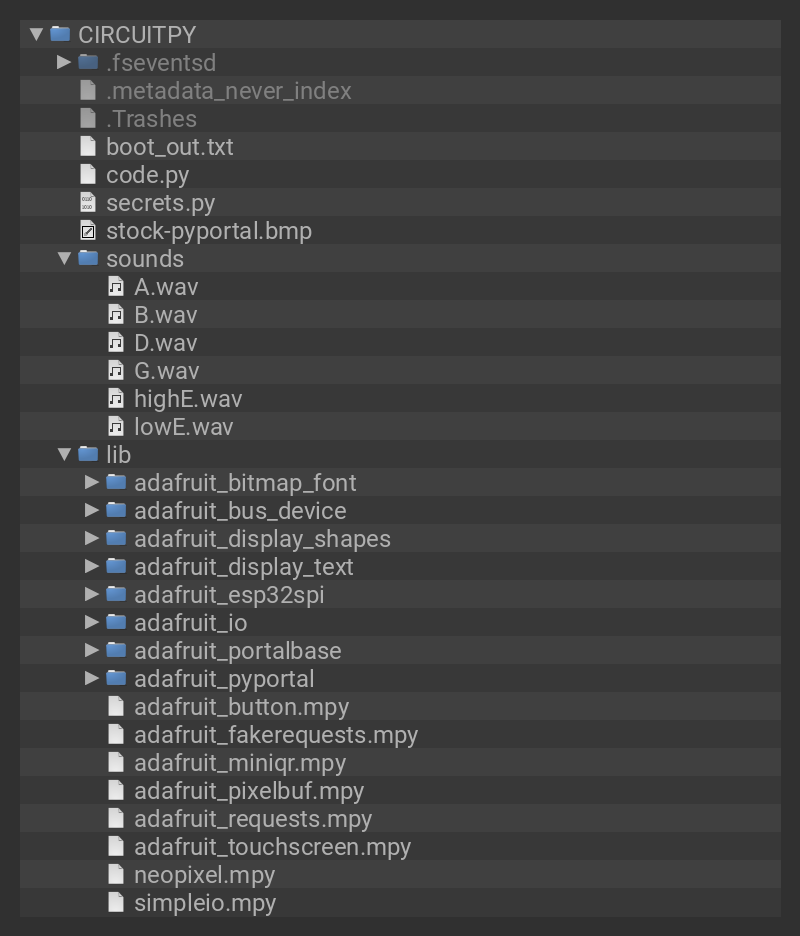 CIRCUITPY
.fseventsd
.metadata_never_index
.Trashes
boot_out.txt
code.py
secrets.py
stock-pyportal.bmp
sounds
A.wav
B.wav
D.wav
G.wav
highE.wav
lowE.wav
lib
adafruit_bitmap_font
adafruit_bus_device
adafruit_display_shapes
adafruit_display_text
adafruit_esp32spi
adafruit_io
adafruit_portalbase
adafruit_pyportal
adafruit_button.mpy
adafruit_fakerequests.mpy
adafruit_miniqr.mpy
adafruit_pixelbuf.mpy
adafruit_requests.mpy
adafruit_touchscreen.mpy
neopixel.mpy
simpleio.mpy